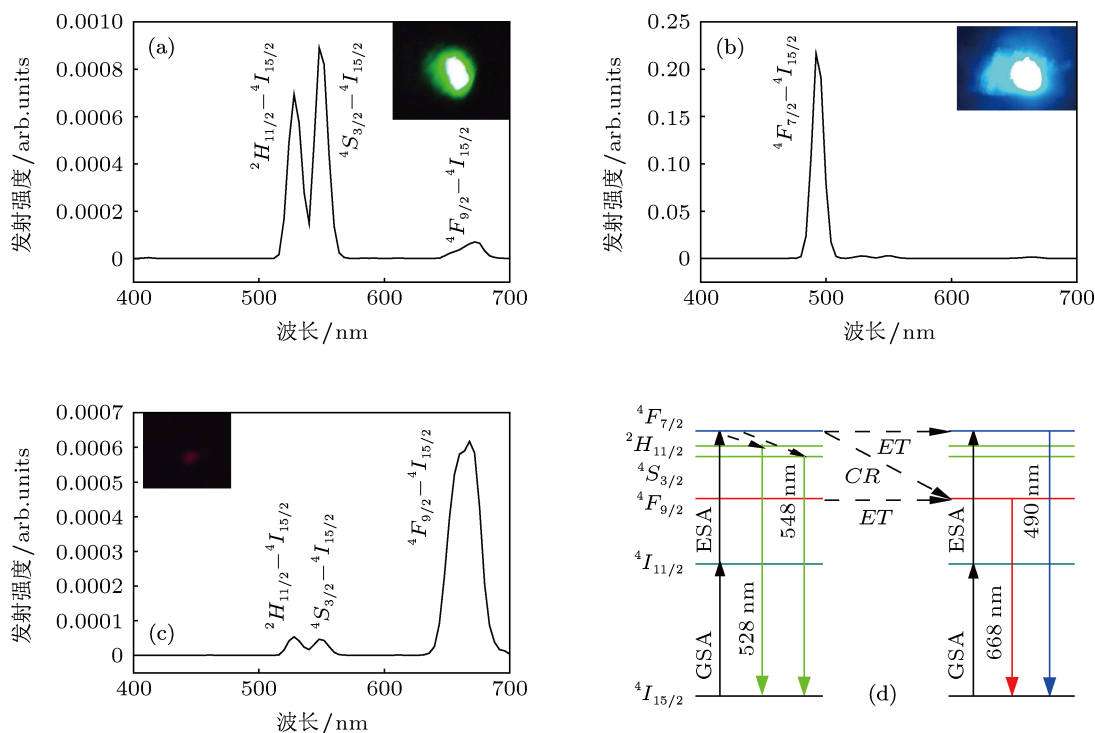 (a)
0.0010
0.0008
0.0006
0.0004
0.0002
0
400
500
600
700
发射强度/arb.units
波长/nm
²H₁₁/₂—⁴I₁₅/₂
⁴S₃/₂—⁴I₁₅/₂
⁴F₉/₂—⁴I₁₅/₂
(b)
0.25
0.20
0.15
0.10
0.05
0
400
500
600
700
发射强度/arb.units
波长/nm
⁴F₇/₂—⁴I₁₅/₂
0.0007
0.0006
0.0005
0.0004
0.0003
0.0002
0.0001
0
400
500
600
700
发射强度/arb.units
波长/nm
²H₁₁/₂—⁴I₁₅/₂
⁴S₃/₂—⁴I₁₅/₂
⁴F₉/₂—⁴I₁₅/₂
(c)
⁴F₇/₂
²H₁₁/₂
⁴S₃/₂
⁴F₉/₂
⁴I₁₁/₂
⁴I₁₅/₂
ESA
GSA
528 nm
548 nm
ET
CR
ET
ESA
GSA
668 nm
490 nm
(d)